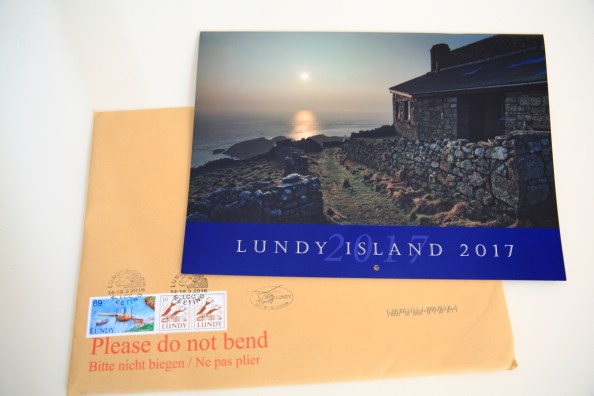 2017
LUNDY ISLAND 2017
89
LUNDY
LUNDY
LUNDY
Please do not bend
Bitte nicht biegen / Ne pas plier